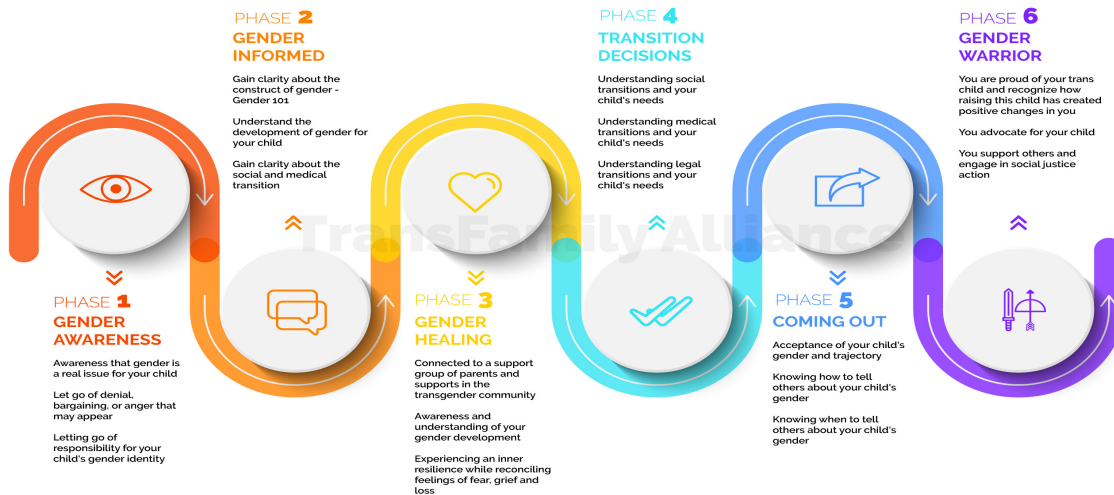 PHASE 1
GENDER
AWARENESS
Awareness that gender is
a real issue for your child
Let go of denial,
bargaining, or anger that
may appear
Letting go of
responsibility for your
child's gender identity
PHASE 2
GENDER
INFORMED
Gain clarity about the
construct of gender -
Gender 101
Understand the
development of gender for
your child
Gain clarity about the
social and medical
transition
PHASE 3
GENDER
HEALING
Connected to a support
group of parents and
supports in the
transgender community
Awareness and
understanding of your
gender development
Experiencing an inner
resilience while reconciling
feelings of fear, grief and
loss
PHASE 4
TRANSITION
DECISIONS
Understanding social
transitions and your
child's needs
Understanding medical
transitions and your
child's needs
Understanding legal
transitions and your
child's needs
PHASE 5
COMING OUT
Acceptance of your child's
gender and trajectory
Knowing how to tell
others about your child's
gender
Knowing when to tell
others about your child's
gender
PHASE 6
GENDER
WARRIOR
You are proud of your trans
child and recognize how
raising this child has created
positive changes in you
You advocate for your child
You support others and
engage in social justice
action
TransFamily Alliance